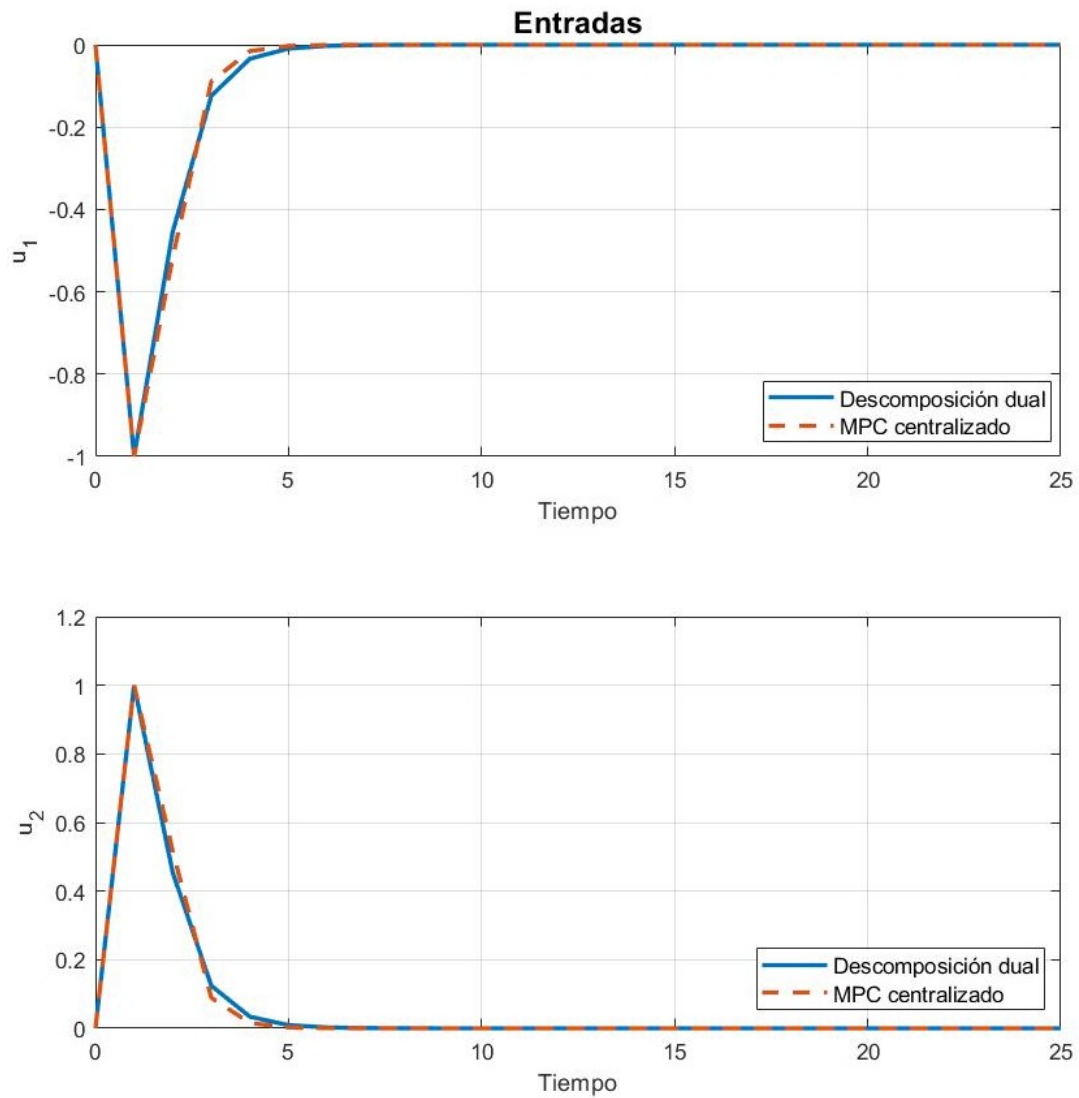 Entradas
0
-0.2
-0.4
-0.6
-0.8
-1
u1
0 5 10 15 20 25
Tiempo
Descomposición dual
MPC centralizado
1.2
1
0.8
0.6
0.4
0.2
0
u2
0 5 10 15 20 25
Tiempo
Descomposición dual
MPC centralizado